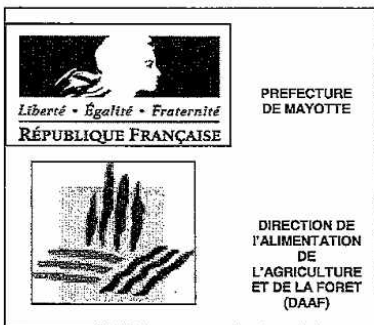 Liberté • Égalité • Fraternité
RÉPUBLIQUE FRANÇAISE
PREFECTURE
DE MAYOTTE
DIRECTION DE
l'ALIMENTATION
DE
L'AGRICULTURE
ET DE LA FORET
(DAAF)